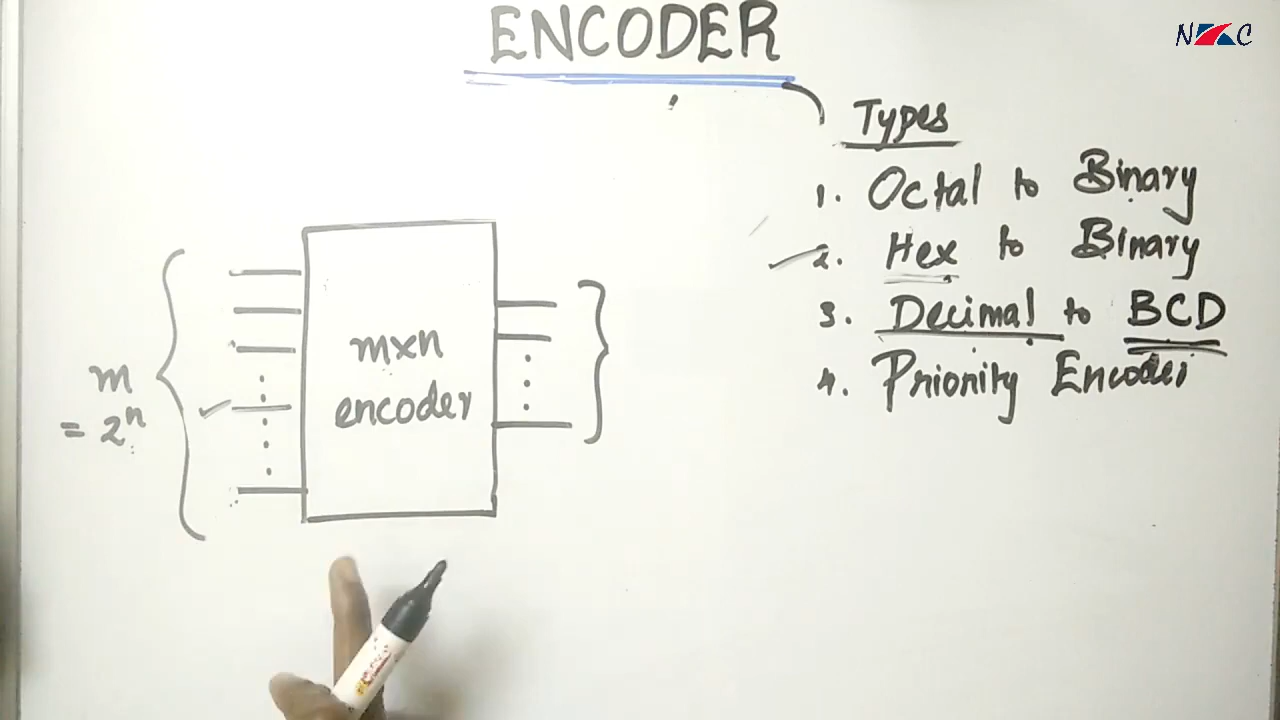 ENCODER
NC
Types
1. Octal to Binary
2. Hex to Binary
3. Decimal to BCD
4. Priority Encoder
m
= 2ⁿ
mxn
encoder